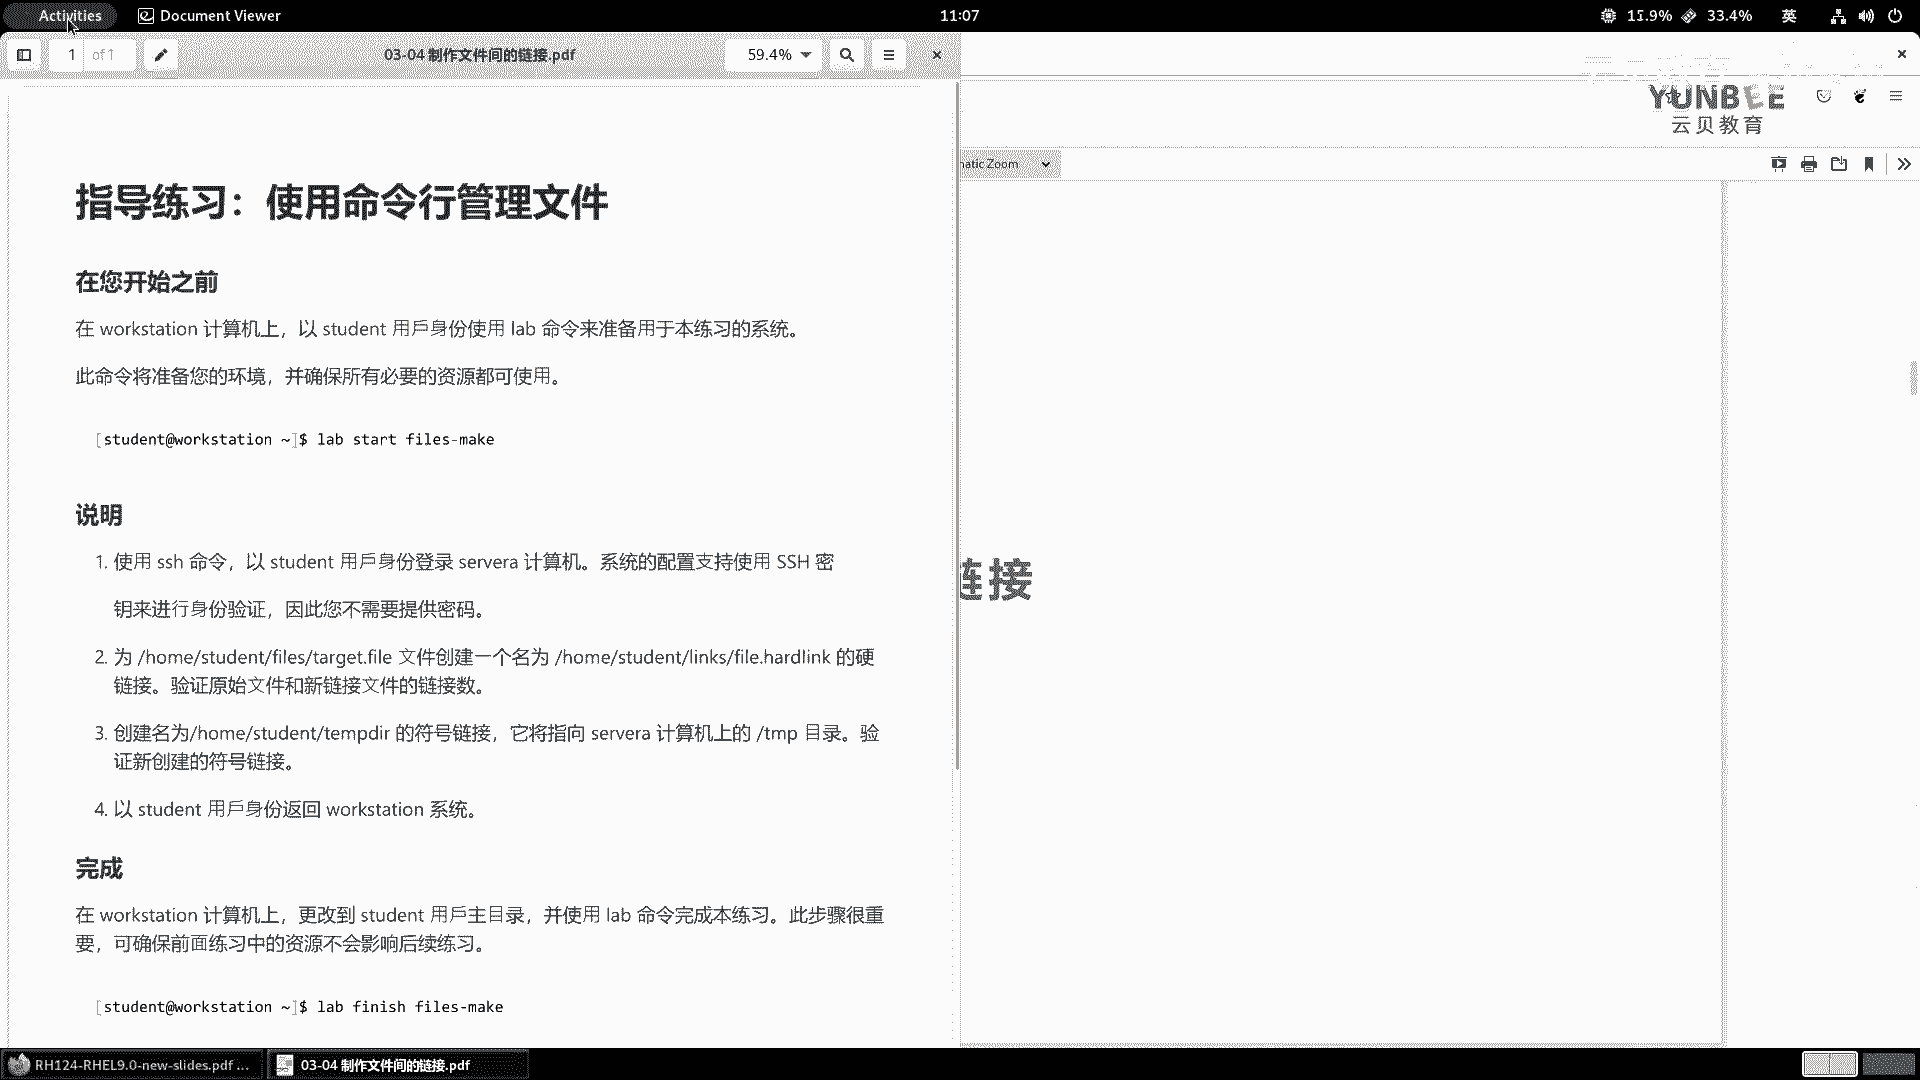 Activities
Document Viewer
11:07
33.4%
英
1
of 1
03-04 制作文件间的链接.pdf
59.4%
YUNBEE
云贝教育
matic Zoom
指导练习：使用命令行管理文件
在您开始之前
在 workstation 计算机上，以 student 用戶身份使用 lab 命令来准备用于本练习的系统。
此命令将准备您的环境，并确保所有必要的资源都可使用。
[student@workstation ~]$ lab start files-make
说明
1. 使用 ssh 命令，以 student 用戶身份登录 servera 计算机。系统的配置支持使用 SSH 密
钥来进行身份验证，因此您不需要提供密码。
2. 为 /home/student/files/target.file 文件创建一个名为 /home/student/links/file.hardlink 的硬
链接。验证原始文件和新链接文件的链接数。
3. 创建名为/home/student/tempdir 的符号链接，它将指向 servera 计算机上的 /tmp 目录。验
证新创建的符号链接。
4. 以 student 用戶身份返回 workstation 系统。
链接
完成
在 workstation 计算机上，更改到 student 用戶主目录，并使用 lab 命令完成本练习。此步骤很重
要，可确保前面练习中的资源不会影响后续练习。
[student@workstation ~]$ lab finish files-make
RH124-RHEL9.0-new-slides.pdf ...
03-04 制作文件间的链接.pdf